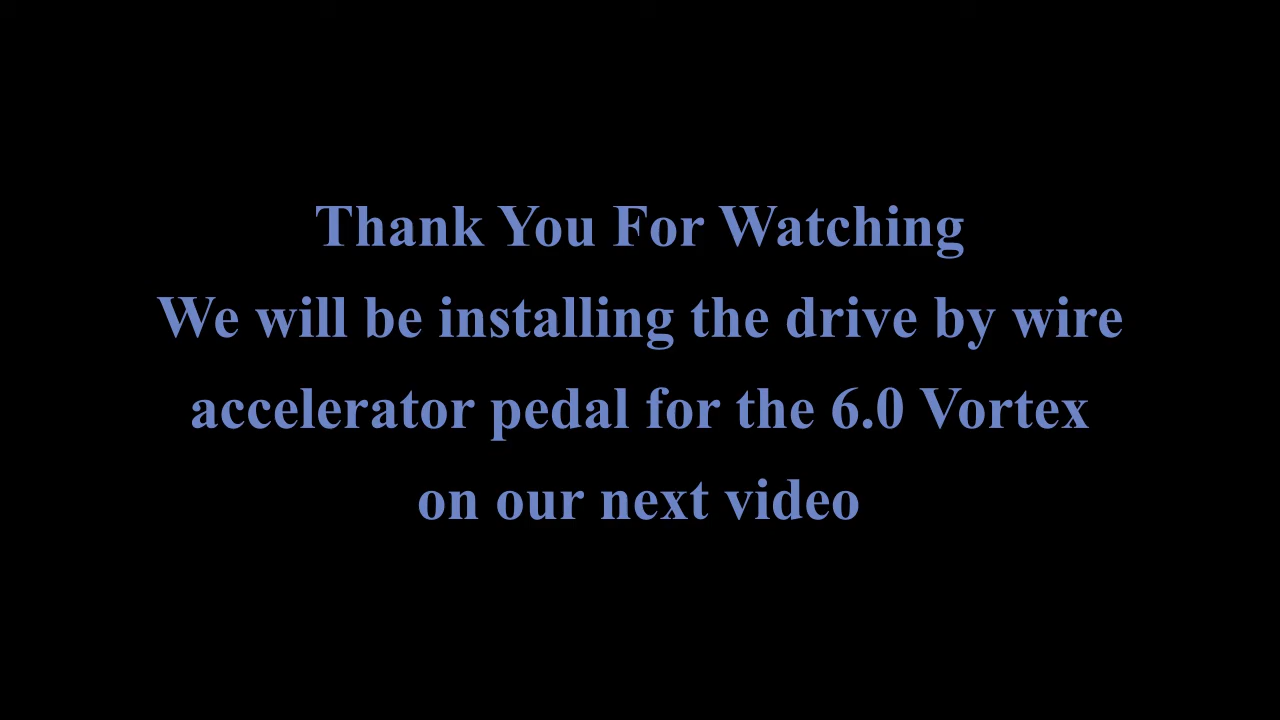 Thank You For Watching
We will be installing the drive by wire
accelerator pedal for the 6.0 Vortex
on our next video